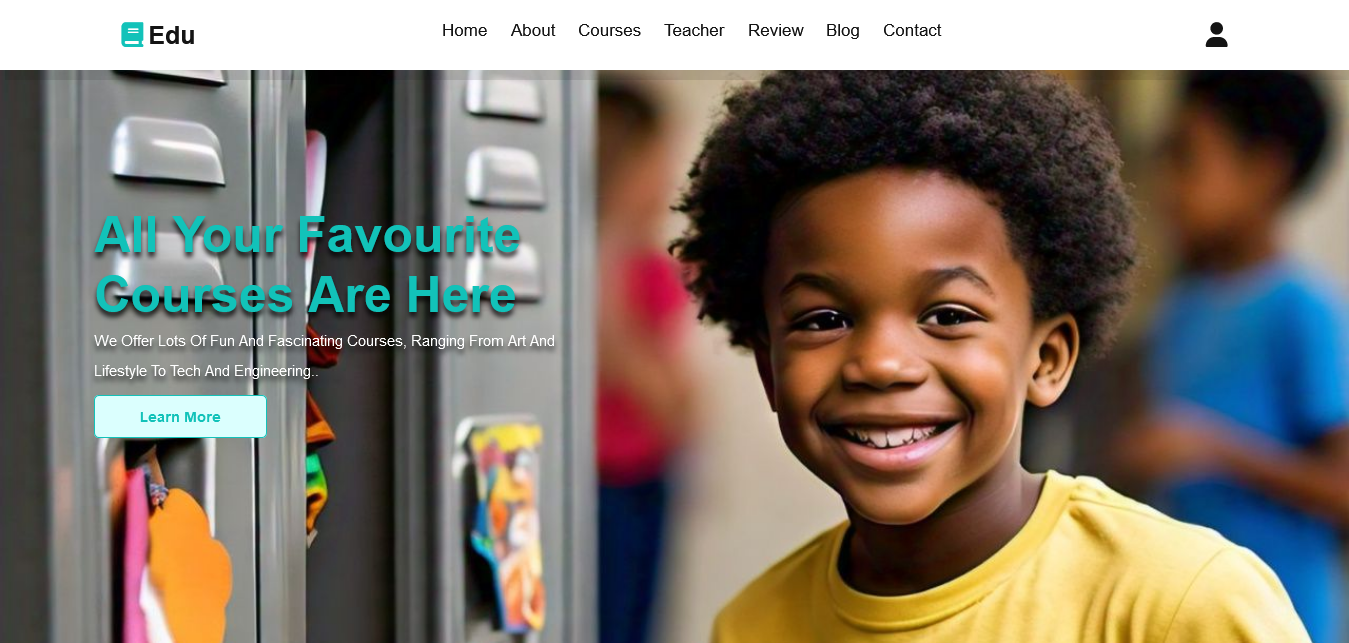 Edu
Home About Courses Teacher Review Blog Contact
All Your Favourite
Courses Are Here
We Offer Lots Of Fun And Fascinating Courses, Ranging From Art And
Lifestyle To Tech And Engineering..
Learn More